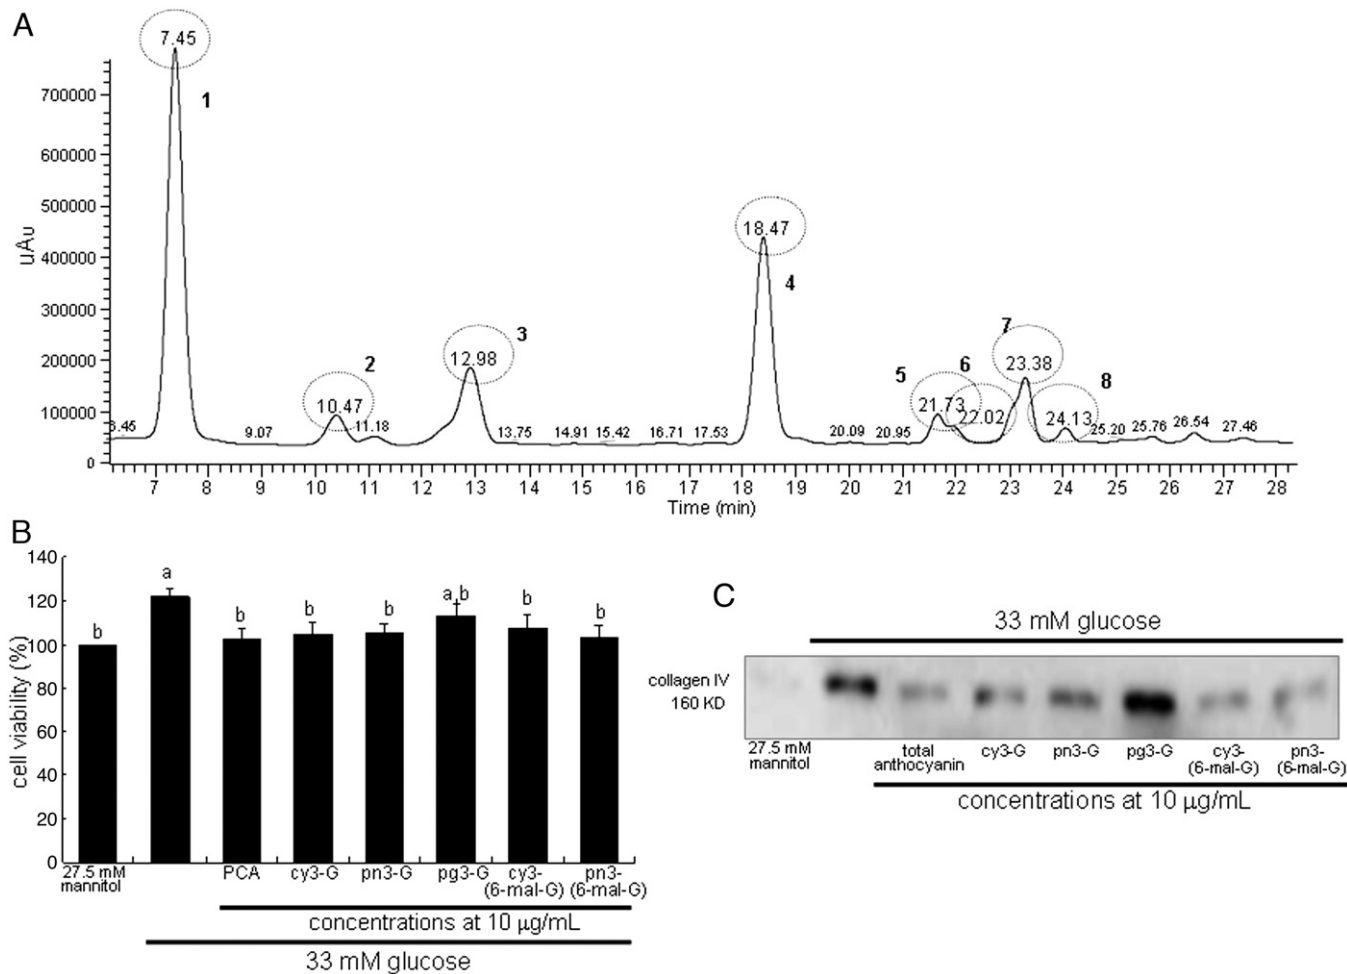 A
7.45
1
700000
600000
500000
400000
300000
200000
100000
0
uAu
18.47
4
2
3
12.98
10.47
11.18
9.07
13.75
14.91
15.42
16.71
17.53
20.09
20.95
5
6
7
8
21.73
22.02
23.38
24.13
25.20
25.76
26.54
27.46
7 8 9 10 11 12 13 14 15 16 17 18 19 20 21 22 23 24 25 26 27 28
Time (min)
B
140
120
100
80
60
40
20
0
cell viability (%)
b a b b b a,b b b
27.5 mM
mannitol
PCA cy3-G pn3-G pg3-G cy3-
(6-mal-G) pn3-
(6-mal-G)
concentrations at 10 µg/mL
33 mM glucose
C
33 mM glucose
collagen IV
160 KD
27.5 mM
mannitol
total
anthocyanin
cy3-G pn3-G pg3-G cy3-
(6-mal-G) pn3-
(6-mal-G)
concentrations at 10 µg/mL